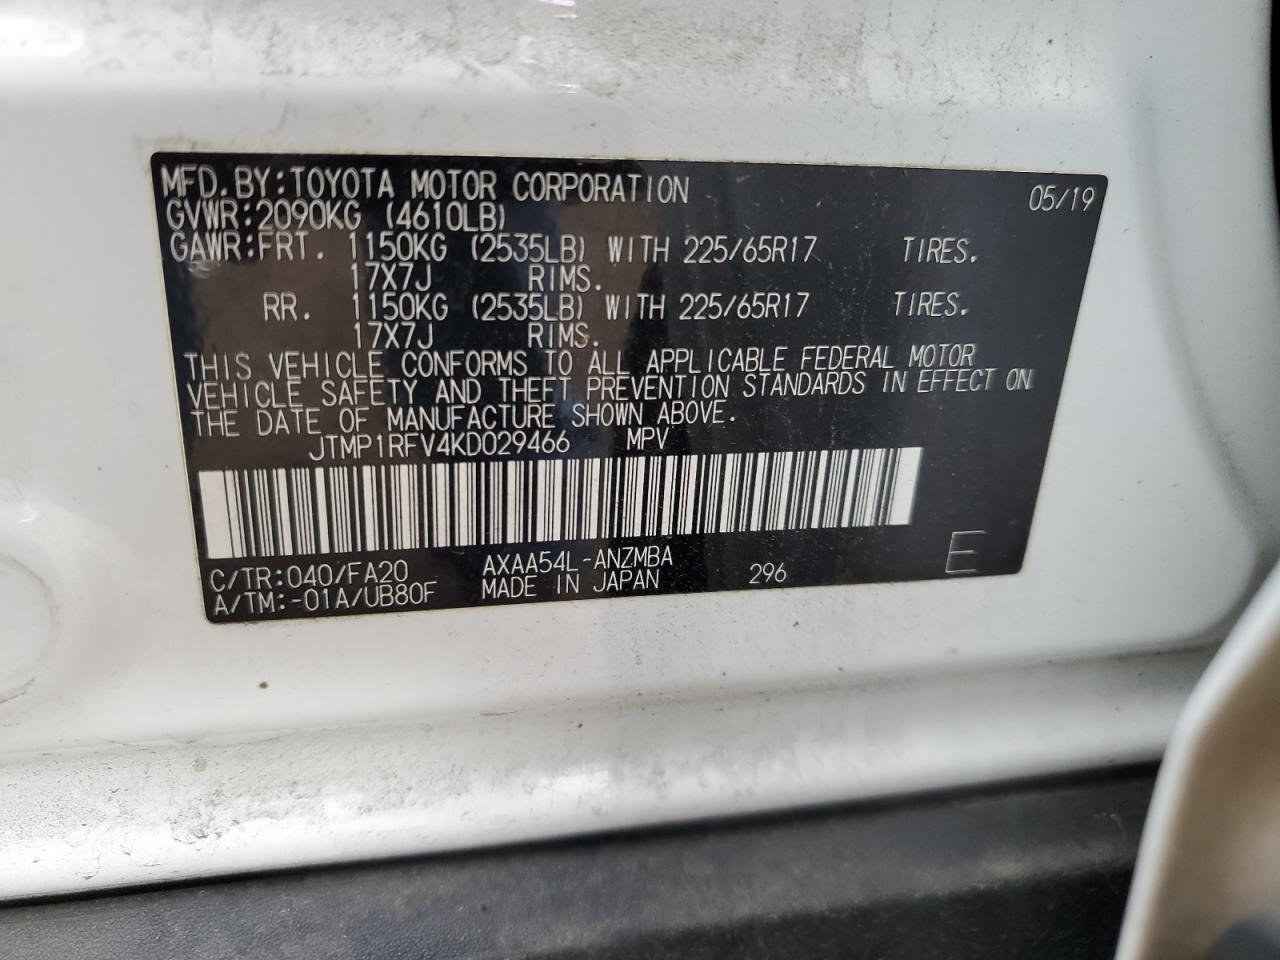 MFD. BY: TOYOTA MOTOR CORPORATION 05/19
GVWR: 2090KG (4610LB)
GAWR: FRT. 1150KG (2535LB) WITH 225/65R17 TIRES.
17X7J RIMS.
RR. 1150KG (2535LB) WITH 225/65R17 TIRES.
17X7J RIMS.
THIS VEHICLE CONFORMS TO ALL APPLICABLE FEDERAL MOTOR
VEHICLE SAFETY AND THEFT PREVENTION STANDARDS IN EFFECT ON
THE DATE OF MANUFACTURE SHOWN ABOVE.
JTMP1RFV4KD029466 MPV
C/TR: 040/FA20 AXAA54L-ANZMBA
A/TM: -01A/UB80F MADE IN JAPAN 296 E